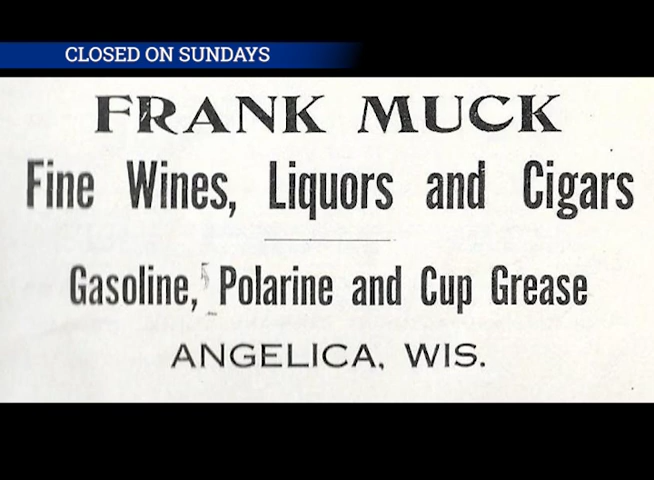 CLOSED ON SUNDAYS
FRANK MUCK
Fine Wines, Liquors and Cigars
Gasoline, Polarine and Cup Grease
ANGELICA, WIS.